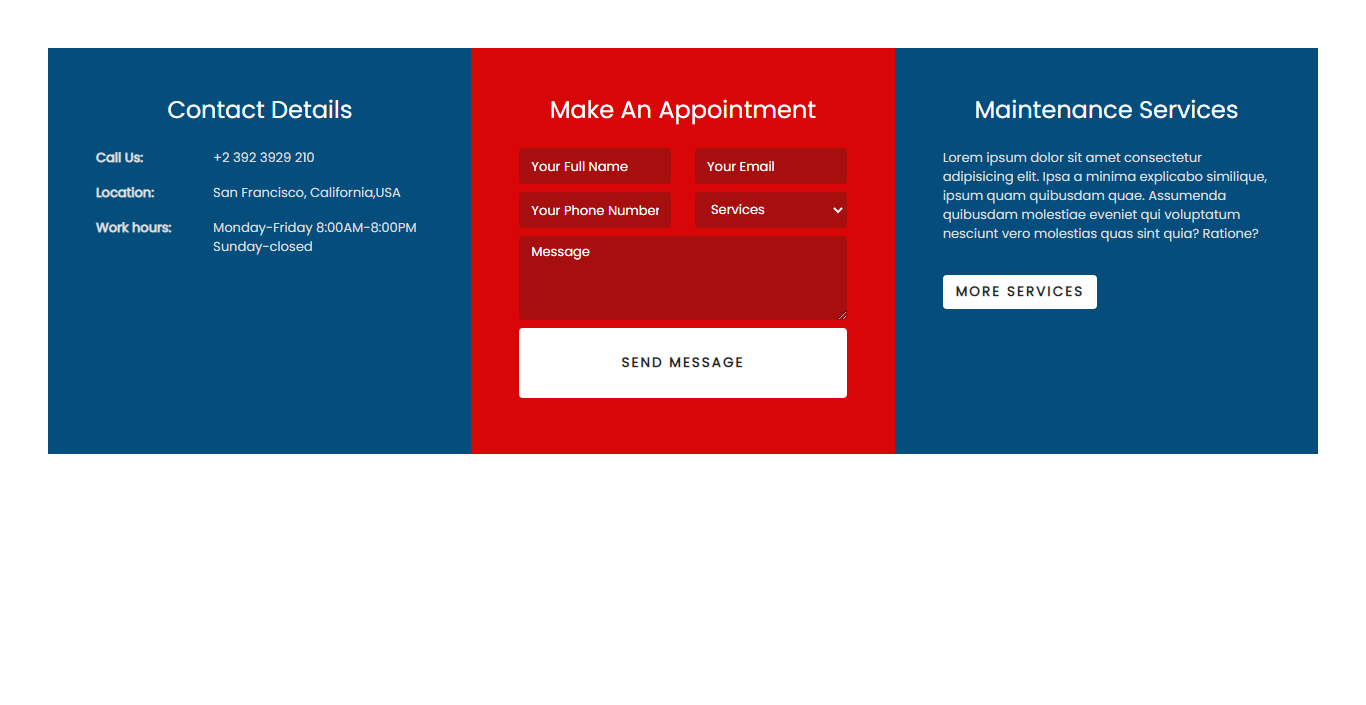 Contact Details
Call Us: +2 392 3929 210
Location: San Francisco, California,USA
Work hours: Monday-Friday 8:00AM-8:00PM
Sunday-closed
Make An Appointment
Your Full Name Your Email
Your Phone Number Services
Message
SEND MESSAGE
Maintenance Services
Lorem ipsum dolor sit amet consectetur
adipisicing elit. Ipsa a minima explicabo similique,
ipsum quam quibusdam quae. Assumenda
quibusdam molestiae eveniet qui voluptatum
nesciunt vero molestias quas sint quia? Ratione?
MORE SERVICES